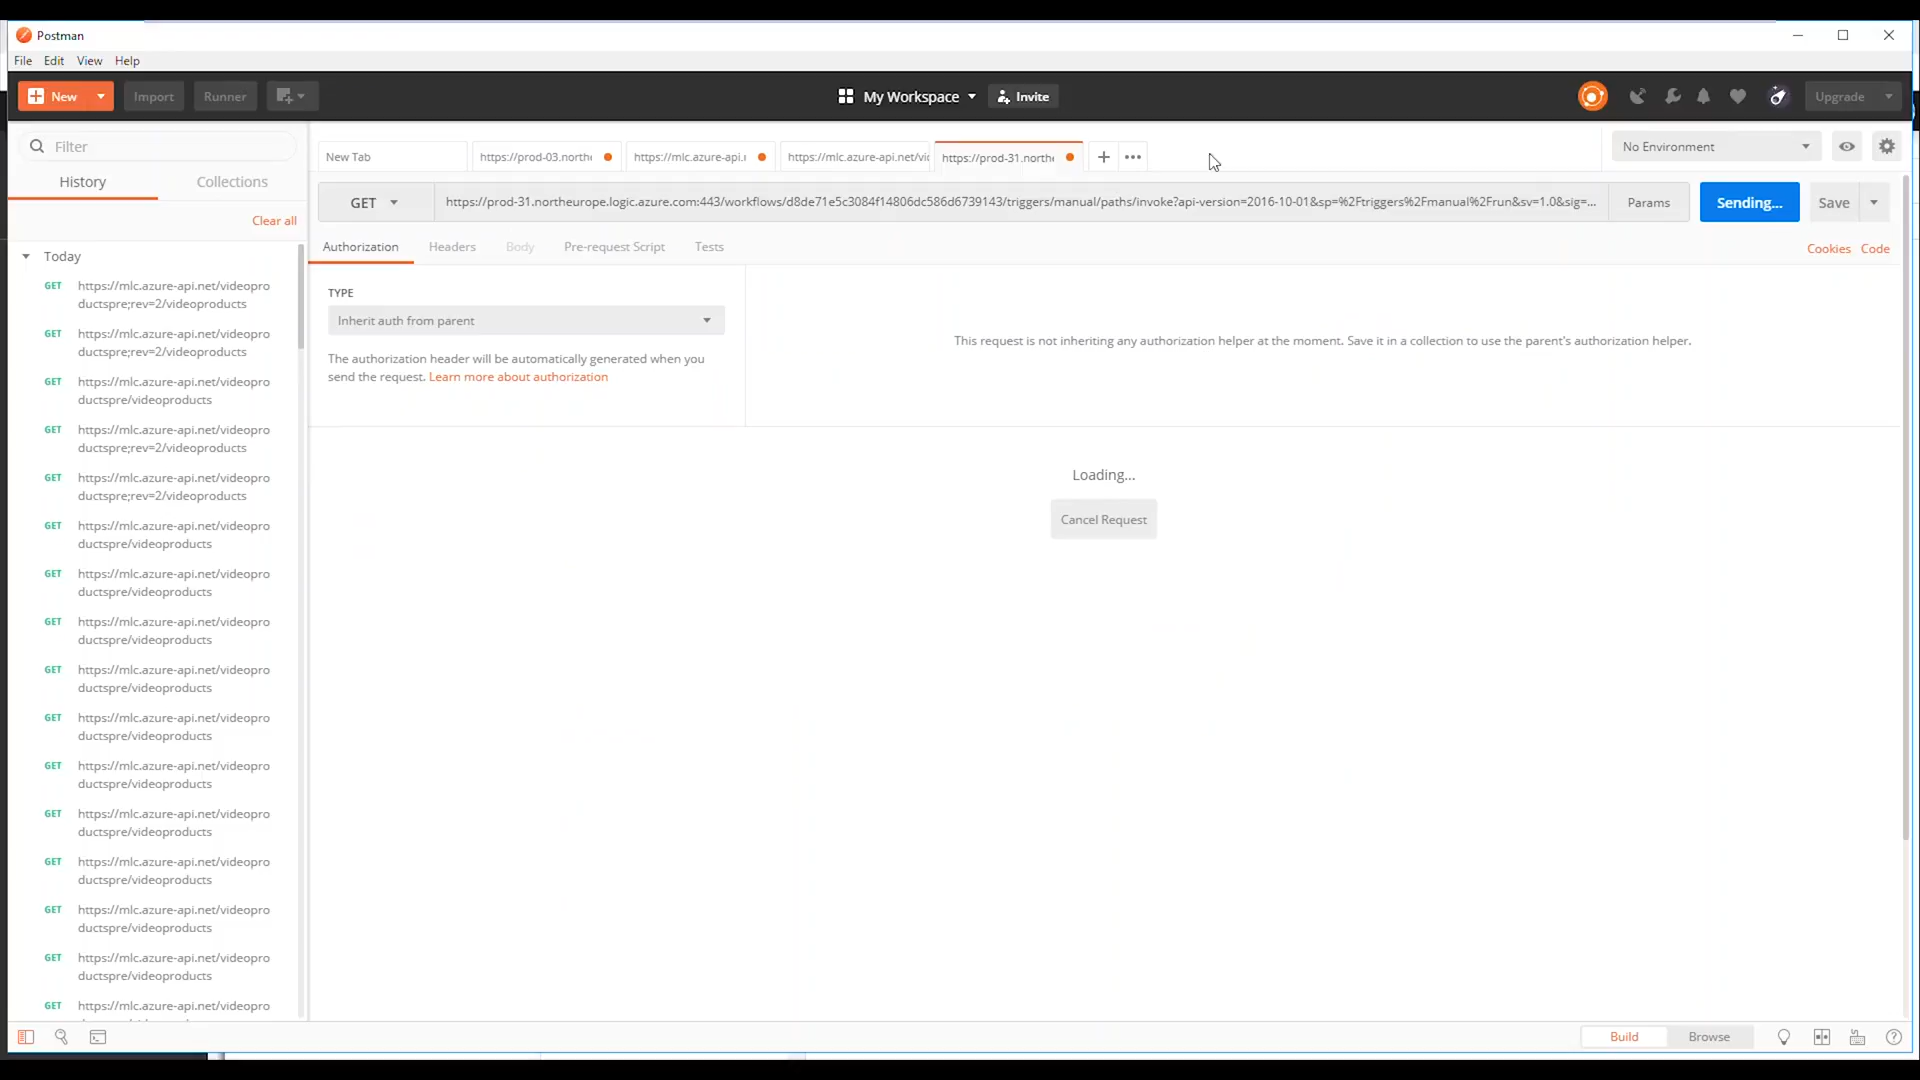 Postman
File Edit View Help
New Import Runner My Workspace Invite Upgrade
Filter
History Collections
Clear all
Today
GET https://mlc.azure-api.net/videopro
ductspre;rev=2/videoproducts
GET https://mlc.azure-api.net/videopro
ductspre;rev=2/videoproducts
GET https://mlc.azure-api.net/videopro
ductspre/videoproducts
GET https://mlc.azure-api.net/videopro
ductspre;rev=2/videoproducts
GET https://mlc.azure-api.net/videopro
ductspre;rev=2/videoproducts
GET https://mlc.azure-api.net/videopro
ductspre/videoproducts
GET https://mlc.azure-api.net/videopro
ductspre/videoproducts
GET https://mlc.azure-api.net/videopro
ductspre/videoproducts
GET https://mlc.azure-api.net/videopro
ductspre/videoproducts
GET https://mlc.azure-api.net/videopro
ductspre/videoproducts
GET https://mlc.azure-api.net/videopro
ductspre/videoproducts
GET https://mlc.azure-api.net/videopro
ductspre/videoproducts
GET https://mlc.azure-api.net/videopro
ductspre/videoproducts
GET https://mlc.azure-api.net/videopro
ductspre/videoproducts
GET https://mlc.azure-api.net/videopro
ductspre/videoproducts
GET https://mlc.azure-api.net/videopro
New Tab https://prod-03.north https://mlc.azure-api. https://mlc.azure-api.net/vi https://prod-31.north No Environment
GET https://prod-31.northeurope.logic.azure.com:443/workflows/d8de71e5c3084f14806dc586d6739143/triggers/manual/paths/invoke?api-version=2016-10-01&sp=%2Ftriggers%2Fmanual%2Frun&sv=1.0&sig=... Params Sending... Save
Authorization Headers Body Pre-request Script Tests Cookies Code
TYPE
Inherit auth from parent
The authorization header will be automatically generated when you
send the request. Learn more about authorization
This request is not inheriting any authorization helper at the moment. Save it in a collection to use the parent's authorization helper.
Loading...
Cancel Request
Build Browse